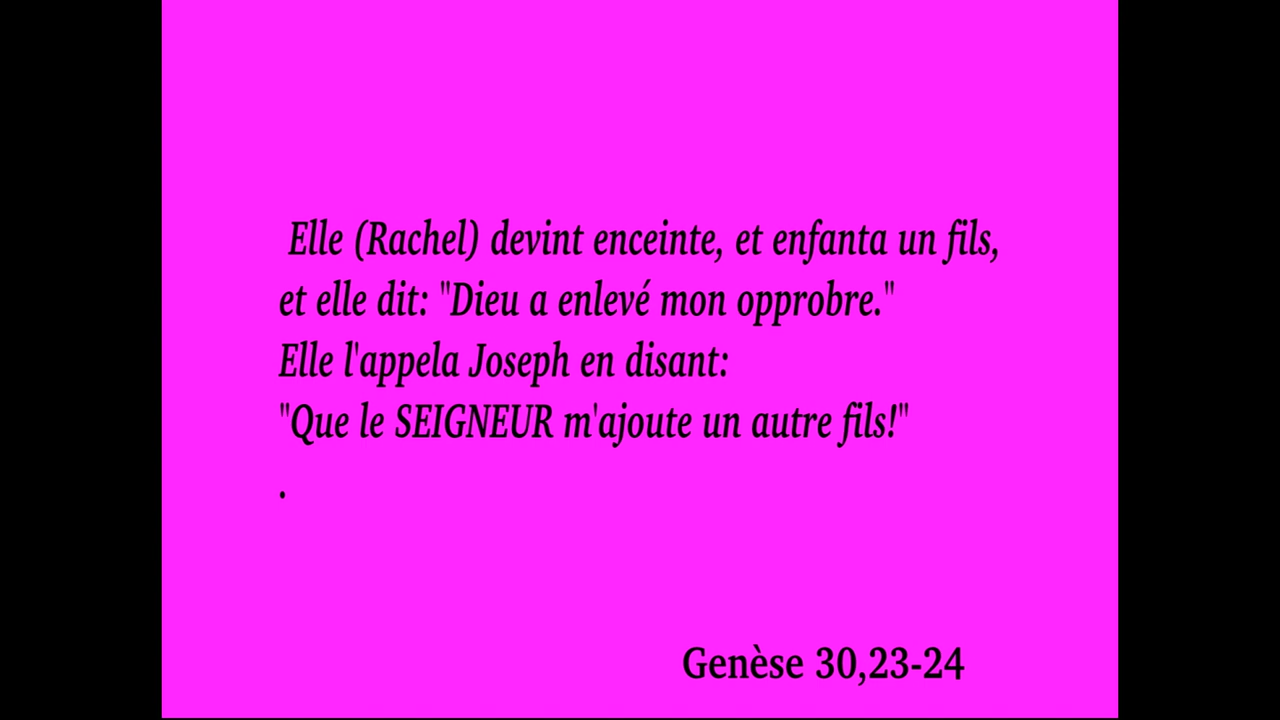 Elle (Rachel) devint enceinte, et enfanta un fils,
et elle dit: "Dieu a enlevé mon opprobre."
Elle l'appela Joseph en disant:
"Que le SEIGNEUR m'ajoute un autre fils!"
.
Genèse 30,23-24